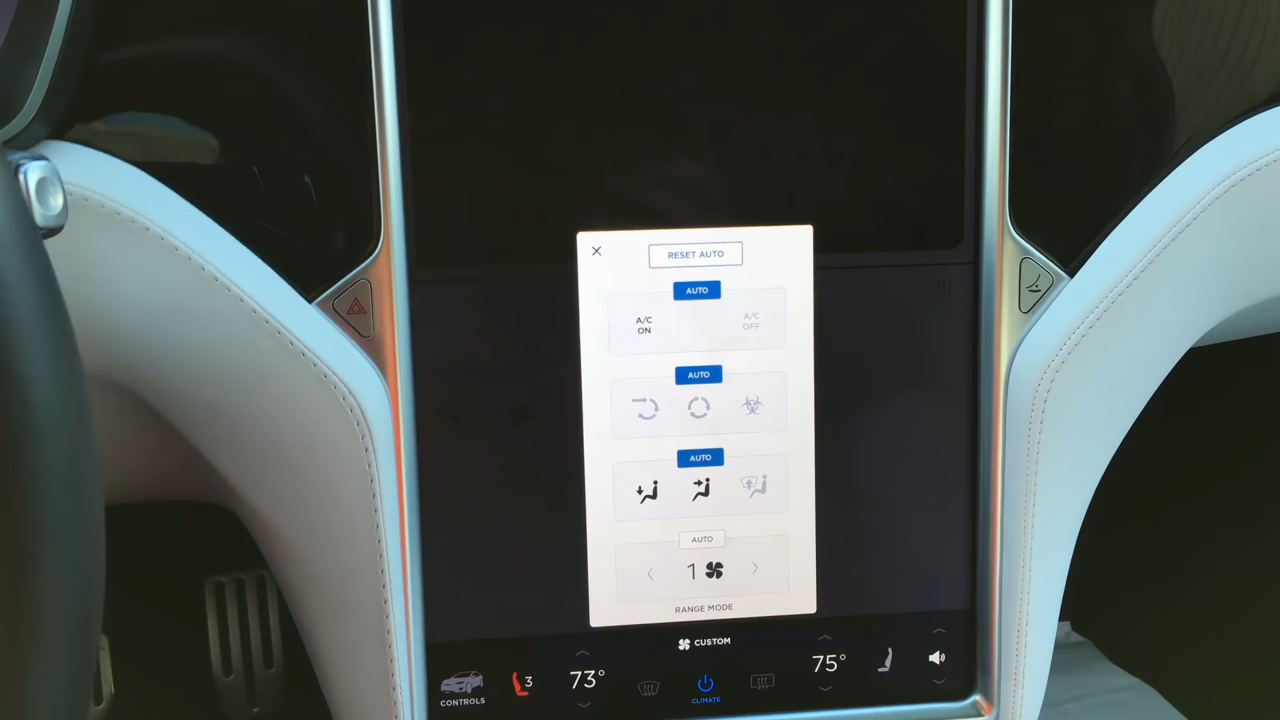 RESET AUTO
AUTO
A/C
ON
A/C
OFF
AUTO
AUTO
AUTO
1
RANGE MODE
CUSTOM
3
73°
75°
CONTROLS
CLIMATE